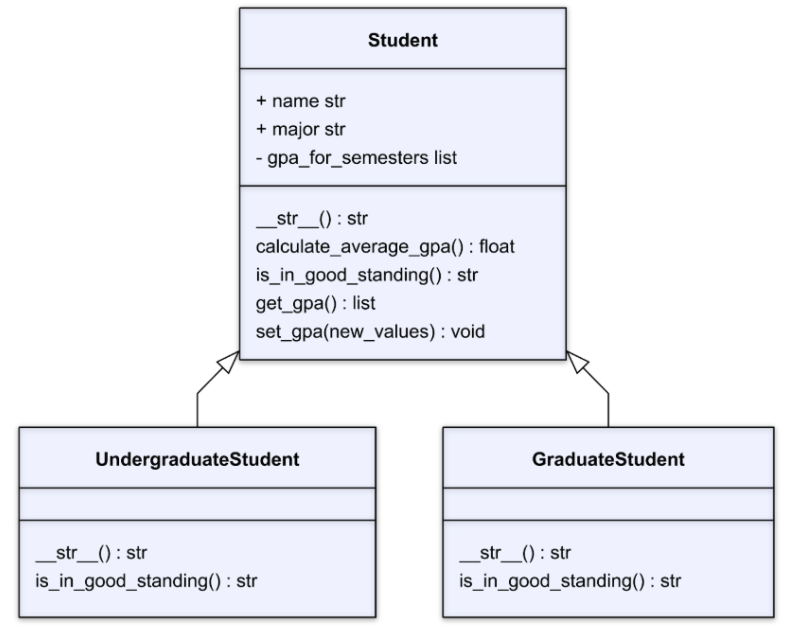 Student
+ name str
+ major str
- gpa_for_semesters list
__str__() : str
calculate_average_gpa() : float
is_in_good_standing() : str
get_gpa() : list
set_gpa(new_values) : void
UndergraduateStudent
__str__() : str
is_in_good_standing() : str
GraduateStudent
__str__() : str
is_in_good_standing() : str